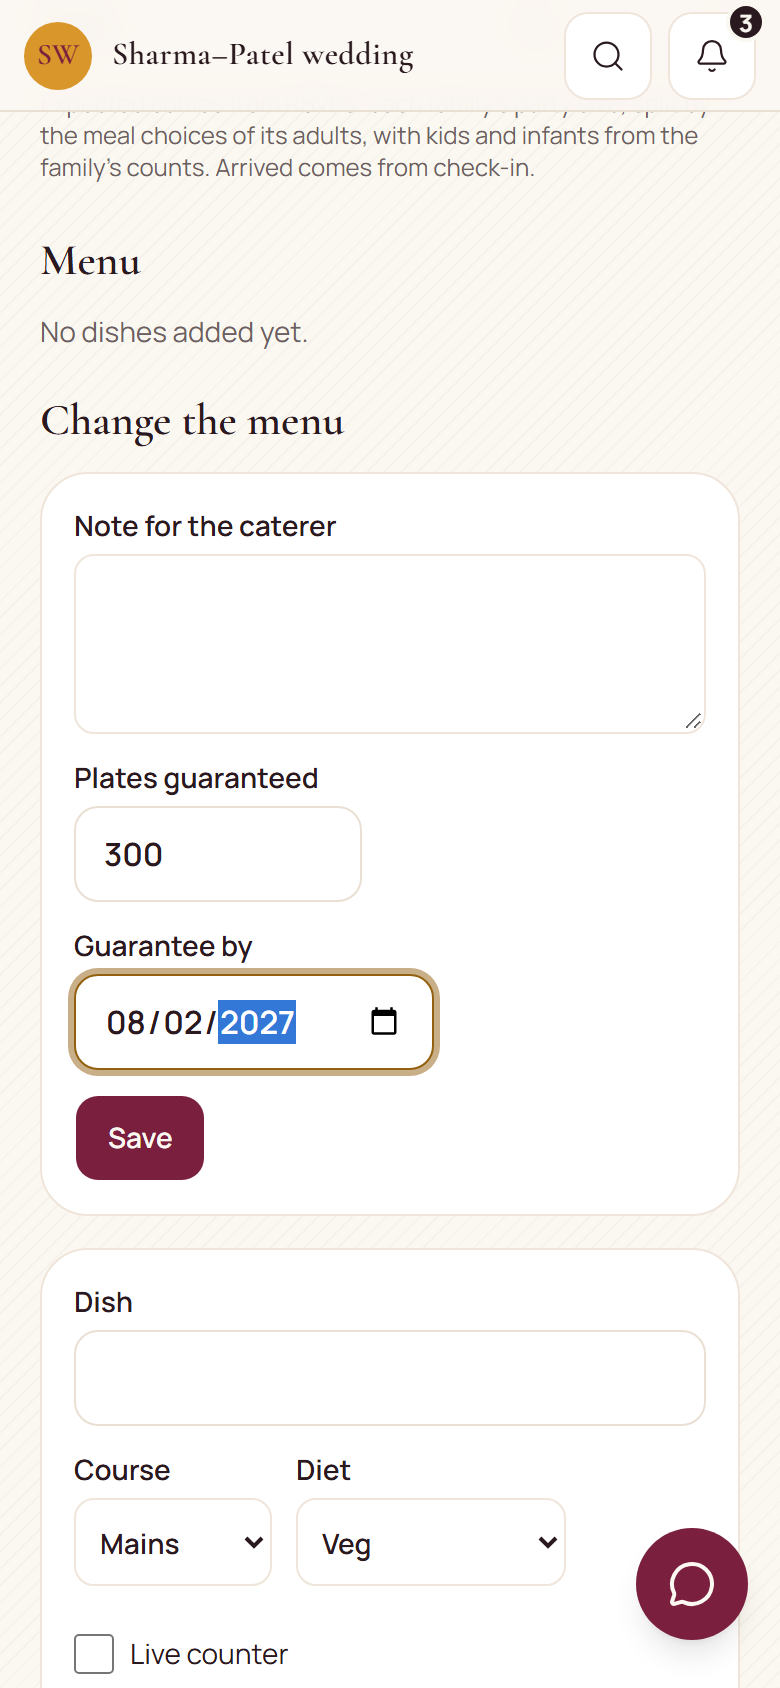 SW
Sharma–Patel wedding
3
the meal choices of its adults, with kids and infants from the
family's counts. Arrived comes from check-in.
Menu
No dishes added yet.
Change the menu
Note for the caterer
Plates guaranteed
300
Guarantee by
08/02/2027
Save
Dish
Course
Diet
Mains
Veg
Live counter